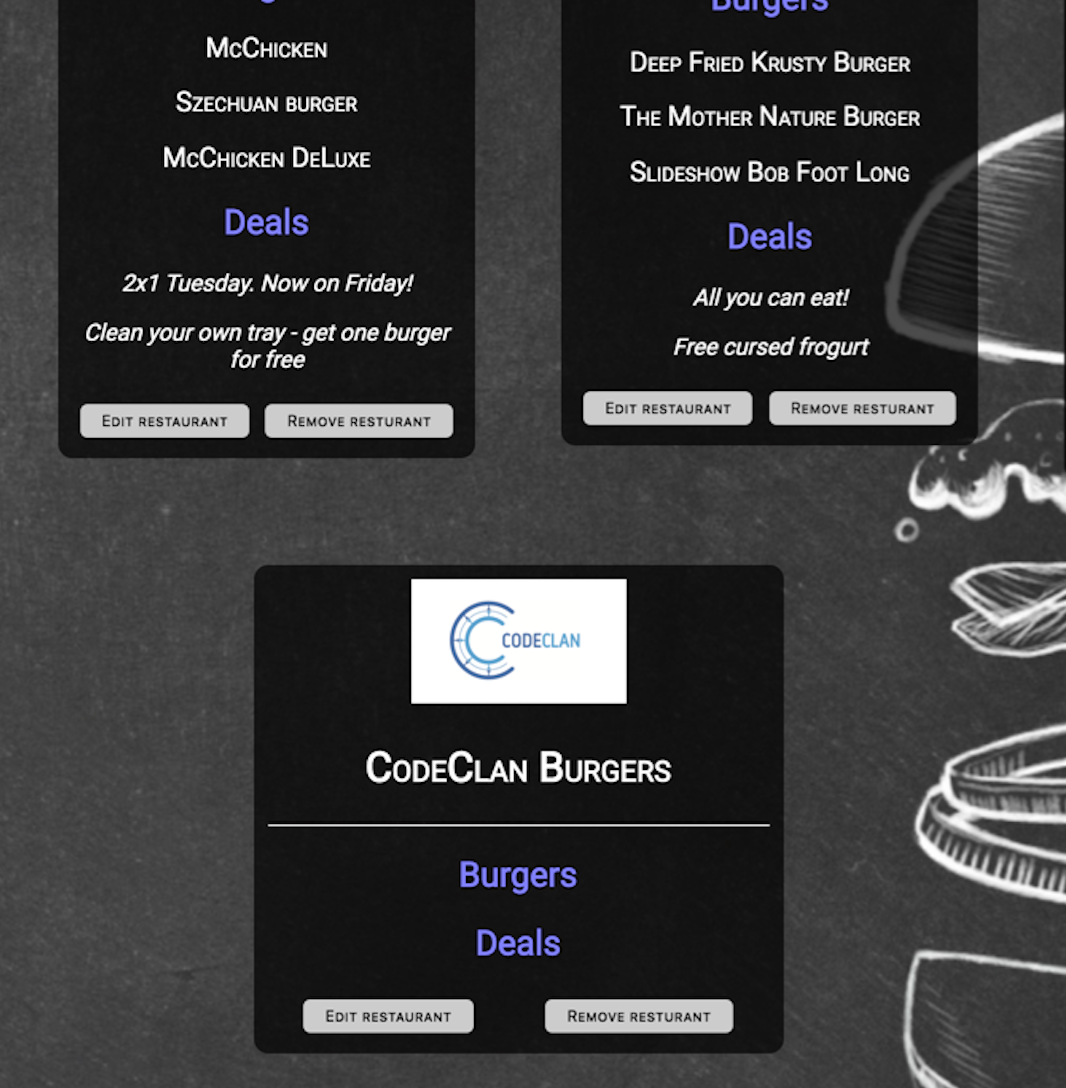 McChicken
Szechuan burger
McChicken DeLuxe
Deals
2x1 Tuesday. Now on Friday!
Clean your own tray - get one burger
for free
Edit restaurant Remove resturant
Burgers
Deep Fried Krusty Burger
The Mother Nature Burger
Slideshow Bob Foot Long
Deals
All you can eat!
Free cursed frogurt
Edit restaurant Remove resturant
CODECLAN
CodeClan Burgers
Burgers
Deals
Edit restaurant Remove resturant